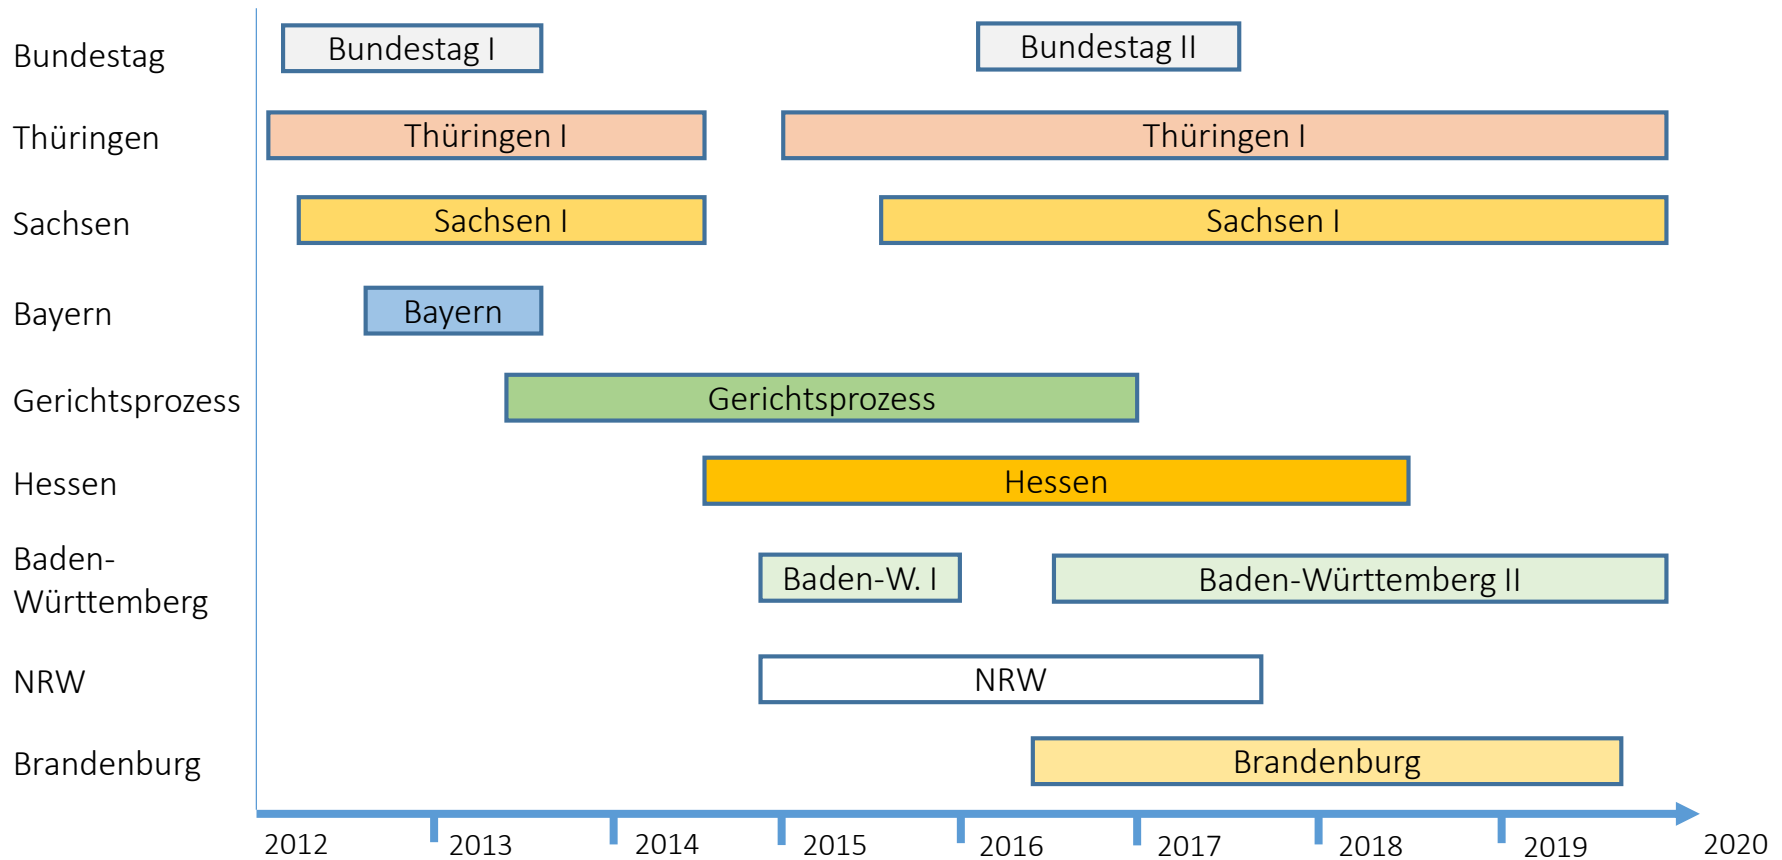 Bundestag
Bundestag I
Bundestag II
Thüringen
Thüringen I
Thüringen I
Sachsen
Sachsen I
Sachsen I
Bayern
Bayern
Gerichtsprozess
Gerichtsprozess
Hessen
Hessen
Baden-
Württemberg
Baden-W. I
Baden-Württemberg II
NRW
NRW
Brandenburg
Brandenburg
2012 2013 2014 2015 2016 2017 2018 2019 2020